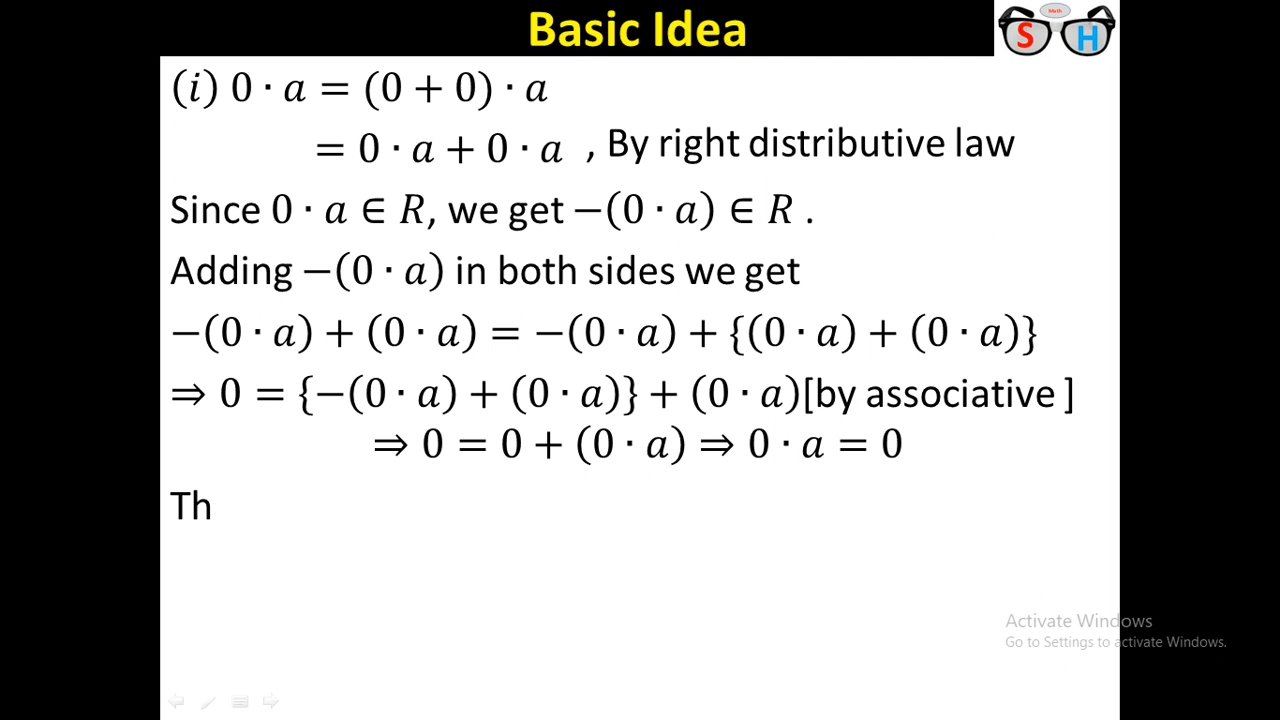 Basic Idea
Math
S H
(i) 0 · a = (0 + 0) · a
= 0 · a + 0 · a , By right distributive law
Since 0 · a ∈ R, we get −(0 · a) ∈ R .
Adding −(0 · a) in both sides we get
−(0 · a) + (0 · a) = −(0 · a) + {(0 · a) + (0 · a)}
⇒ 0 = {−(0 · a) + (0 · a)} + (0 · a)[by associative ]
⇒ 0 = 0 + (0 · a) ⇒ 0 · a = 0
Th
Activate Windows
Go to Settings to activate Windows.